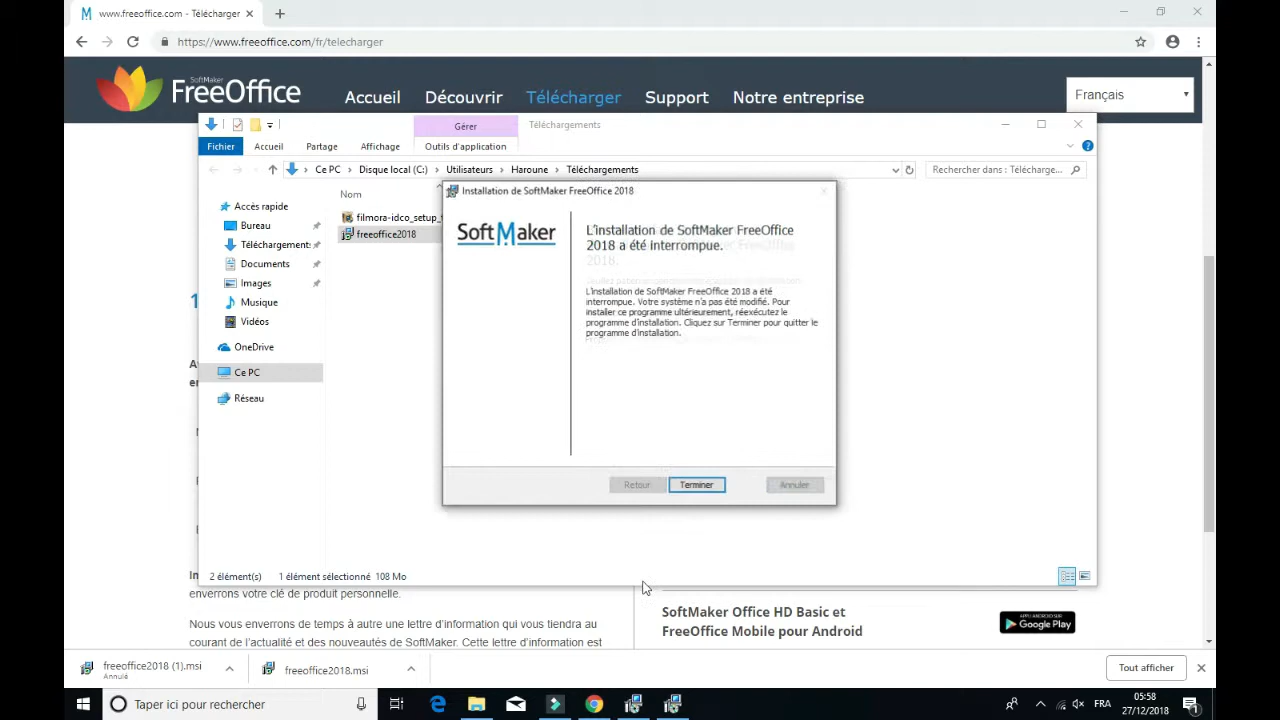 www.freeoffice.com - Télécharger
https://www.freeoffice.com/fr/telecharger
SoftMaker
FreeOffice
Accueil
Découvrir
Télécharger
Support
Notre entreprise
Français
Gérer
Téléchargements
Fichier
Accueil
Partage
Affichage
Outils d'application
Ce PC
Disque local (C:)
Utilisateurs
Haroune
Téléchargements
Rechercher dans : Télécharge...
Nom
Accès rapide
Bureau
Téléchargement:
Documents
Images
Musique
Vidéos
OneDrive
Ce PC
Réseau
filmora-idco_setup_f
freeoffice2018
Installation de SoftMaker FreeOffice 2018
SoftMaker
L'installation de SoftMaker FreeOffice
2018 a été interrompue.
L'installation de SoftMaker FreeOffice 2018 a été
interrompue. Votre système n'a pas été modifié. Pour
installer ce programme ultérieurement, réexécutez le
programme d'installation. Cliquez sur Terminer pour quitter le
programme d'installation.
Retour
Terminer
Annuler
2 élément(s)
1 élément sélectionné 108 Mo
enverrons votre clé de produit personnelle.
Nous vous enverrons de temps à autre une lettre d'information qui vous tiendra au
courant de l'actualité et des nouveautés de SoftMaker. Cette lettre d'information est
SoftMaker Office HD Basic et
FreeOffice Mobile pour Android
APPLI ANDROID SUR
Google Play
freeoffice2018 (1).msi
Annulé
freeoffice2018.msi
Tout afficher
Taper ici pour rechercher
FRA
05:58
27/12/2018
1